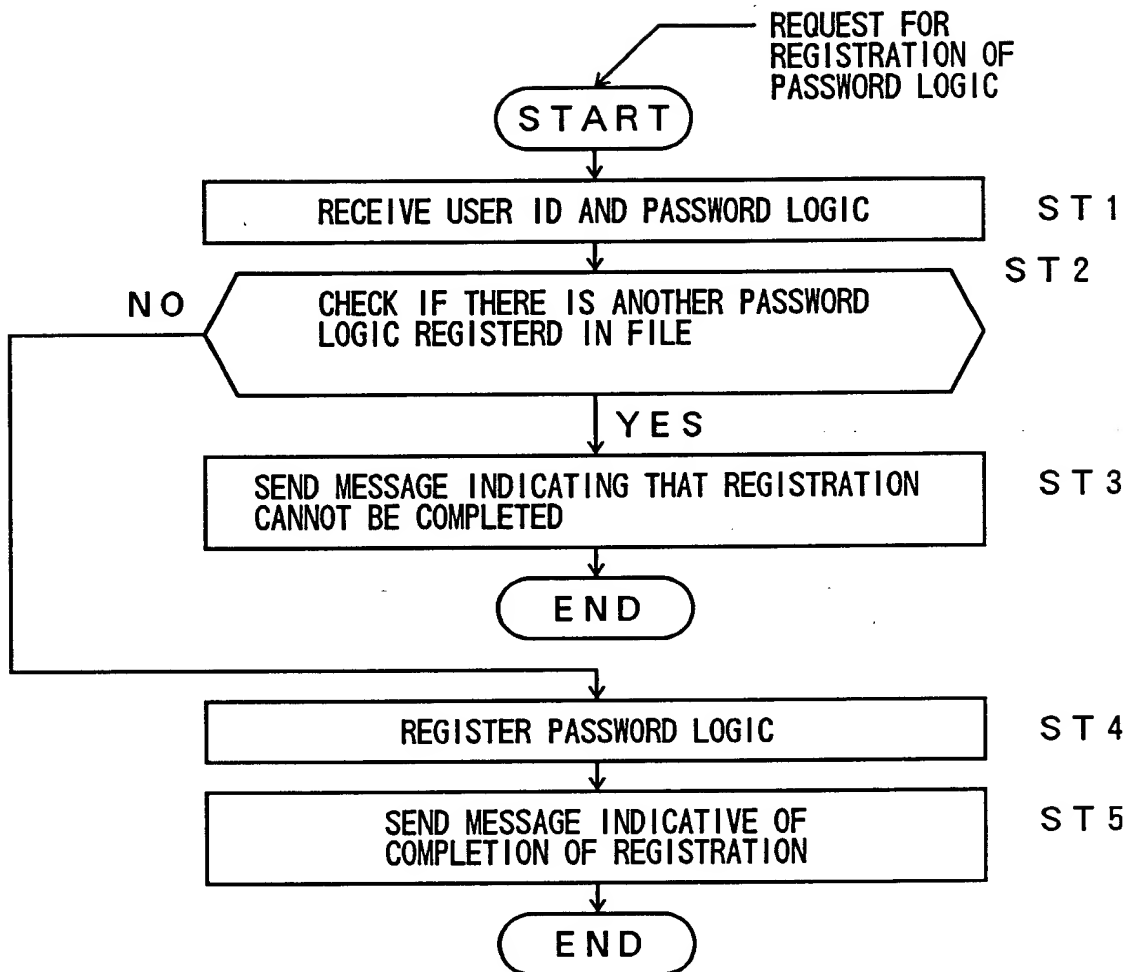 REQUEST FOR
REGISTRATION OF
PASSWORD LOGIC
START
RECEIVE USER ID AND PASSWORD LOGIC
ST1
ST2
NO
CHECK IF THERE IS ANOTHER PASSWORD
LOGIC REGISTERD IN FILE
YES
SEND MESSAGE INDICATING THAT REGISTRATION
CANNOT BE COMPLETED
ST3
END
REGISTER PASSWORD LOGIC
ST4
SEND MESSAGE INDICATIVE OF
COMPLETION OF REGISTRATION
ST5
END